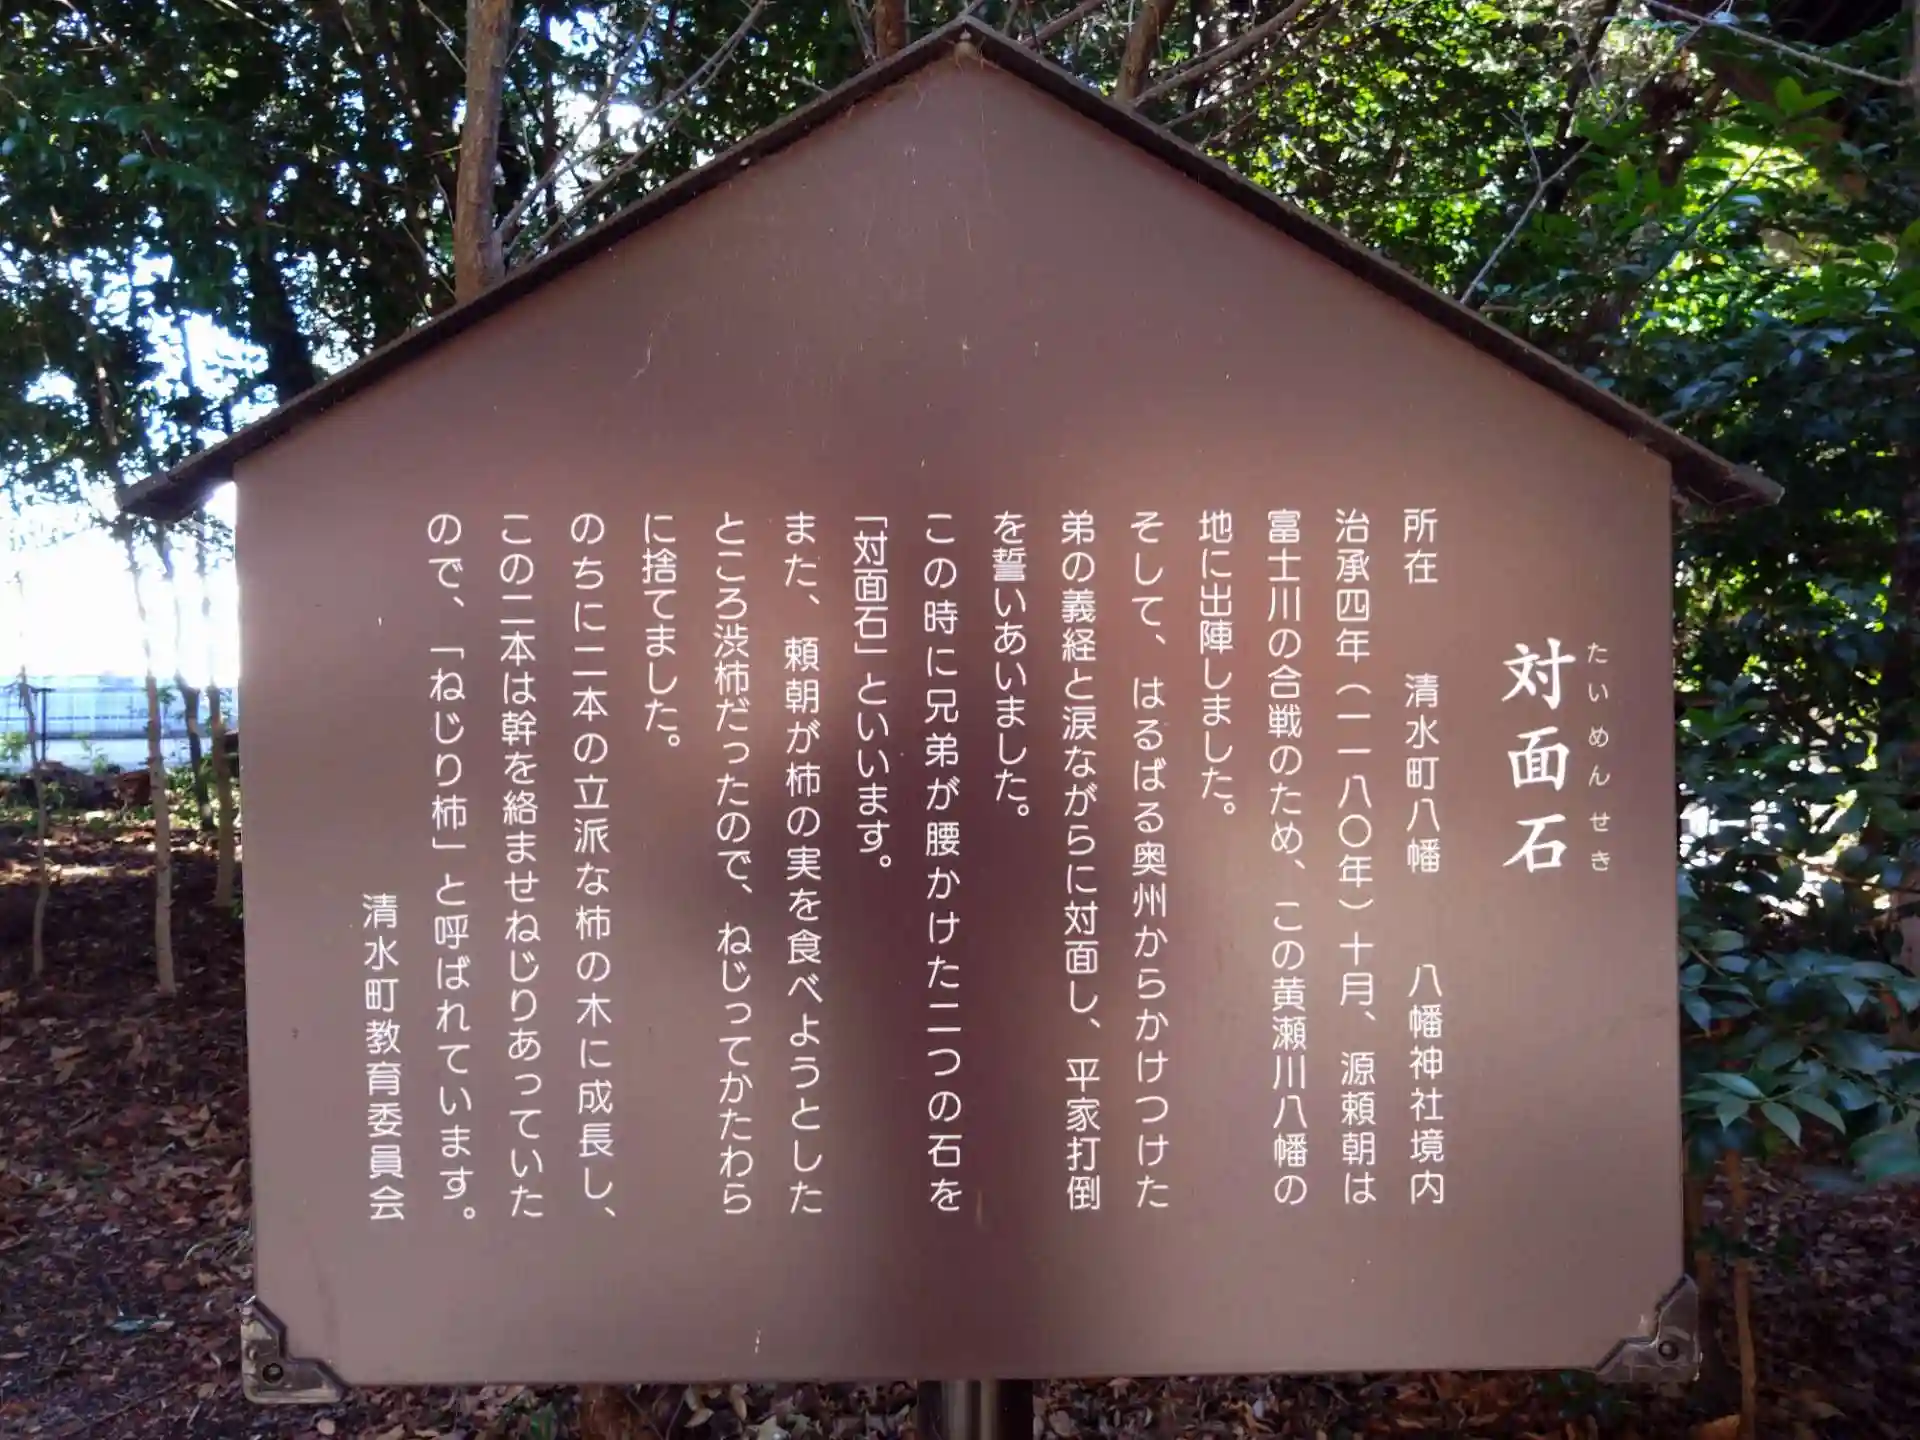 たいめんせき
対面石
所在　清水町八幡　八幡神社境内
治承四年（一一八〇年）十月、源頼朝は
富士川の合戦のため、この黄瀬川八幡の
地に出陣しました。
そして、はるばる奥州からかけつけた
弟の義経と涙ながらに対面し、平家打倒
を誓いあいました。
この時に兄弟が腰かけた二つの石を
「対面石」といいます。
また、頼朝が柿の実を食べようとした
ところ渋柿だったので、ねじってかたわら
に捨てました。
のちに二本の立派な柿の木に成長し、
この二本は幹を絡ませねじりあっていた
ので、「ねじり柿」と呼ばれています。
清水町教育委員会